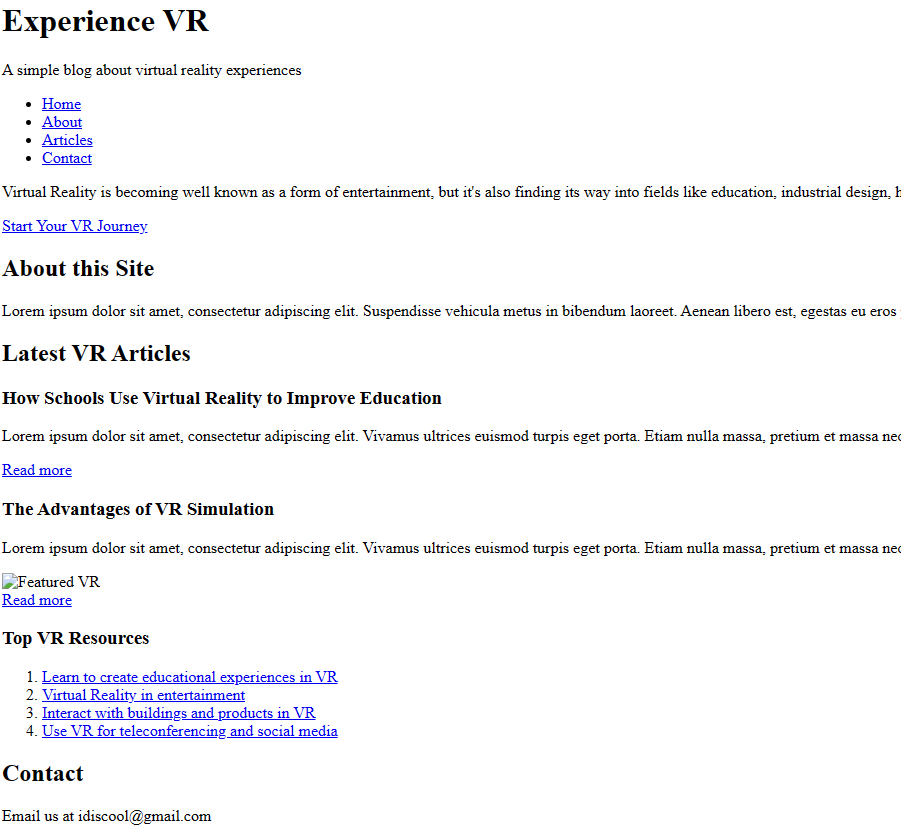 Experience VR
A simple blog about virtual reality experiences
Home
About
Articles
Contact
Virtual Reality is becoming well known as a form of entertainment, but it's also finding its way into fields like education, industrial design,
Start Your VR Journey
About this Site
Lorem ipsum dolor sit amet, consectetur adipiscing elit. Suspendisse vehicula metus in bibendum laoreet. Aenean libero est, egestas eu eros
Latest VR Articles
How Schools Use Virtual Reality to Improve Education
Lorem ipsum dolor sit amet, consectetur adipiscing elit. Vivamus ultrices euismod turpis eget porta. Etiam nulla massa, pretium et massa
Read more
The Advantages of VR Simulation
Lorem ipsum dolor sit amet, consectetur adipiscing elit. Vivamus ultrices euismod turpis eget porta. Etiam nulla massa, pretium et massa
Featured VR
Read more
Top VR Resources
1. Learn to create educational experiences in VR
2. Virtual Reality in entertainment
3. Interact with buildings and products in VR
4. Use VR for teleconferencing and social media
Contact
Email us at idiscool@gmail.com